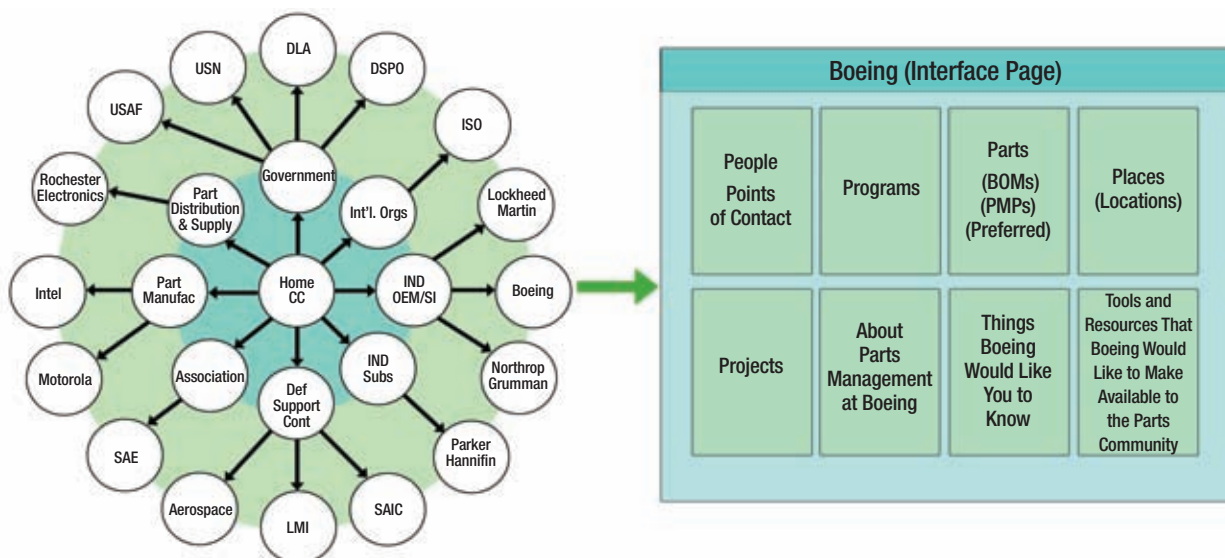 DLA
USN
DSPO
USAF
ISO
Government
Rochester
Electronics
Part
Distribution
& Supply
Int'l. Orgs
Lockheed
Martin
Intel
Part
Manufac
Home
CC
IND
OEM/SI
Boeing
Motorola
Association
Def
Support
Cont
IND
Subs
Northrop
Grumman
SAE
Parker
Hannifin
Aerospace
LMI
SAIC
Boeing (Interface Page)
People
Points
of Contact
Programs
Parts
(BOMs)
(PMPs)
(Preferred)
Places
(Locations)
Projects
About
Parts
Management
at Boeing
Things
Boeing
Would Like
You to
Know
Tools and
Resources That
Boeing Would
Like to Make
Available to
the Parts
Community